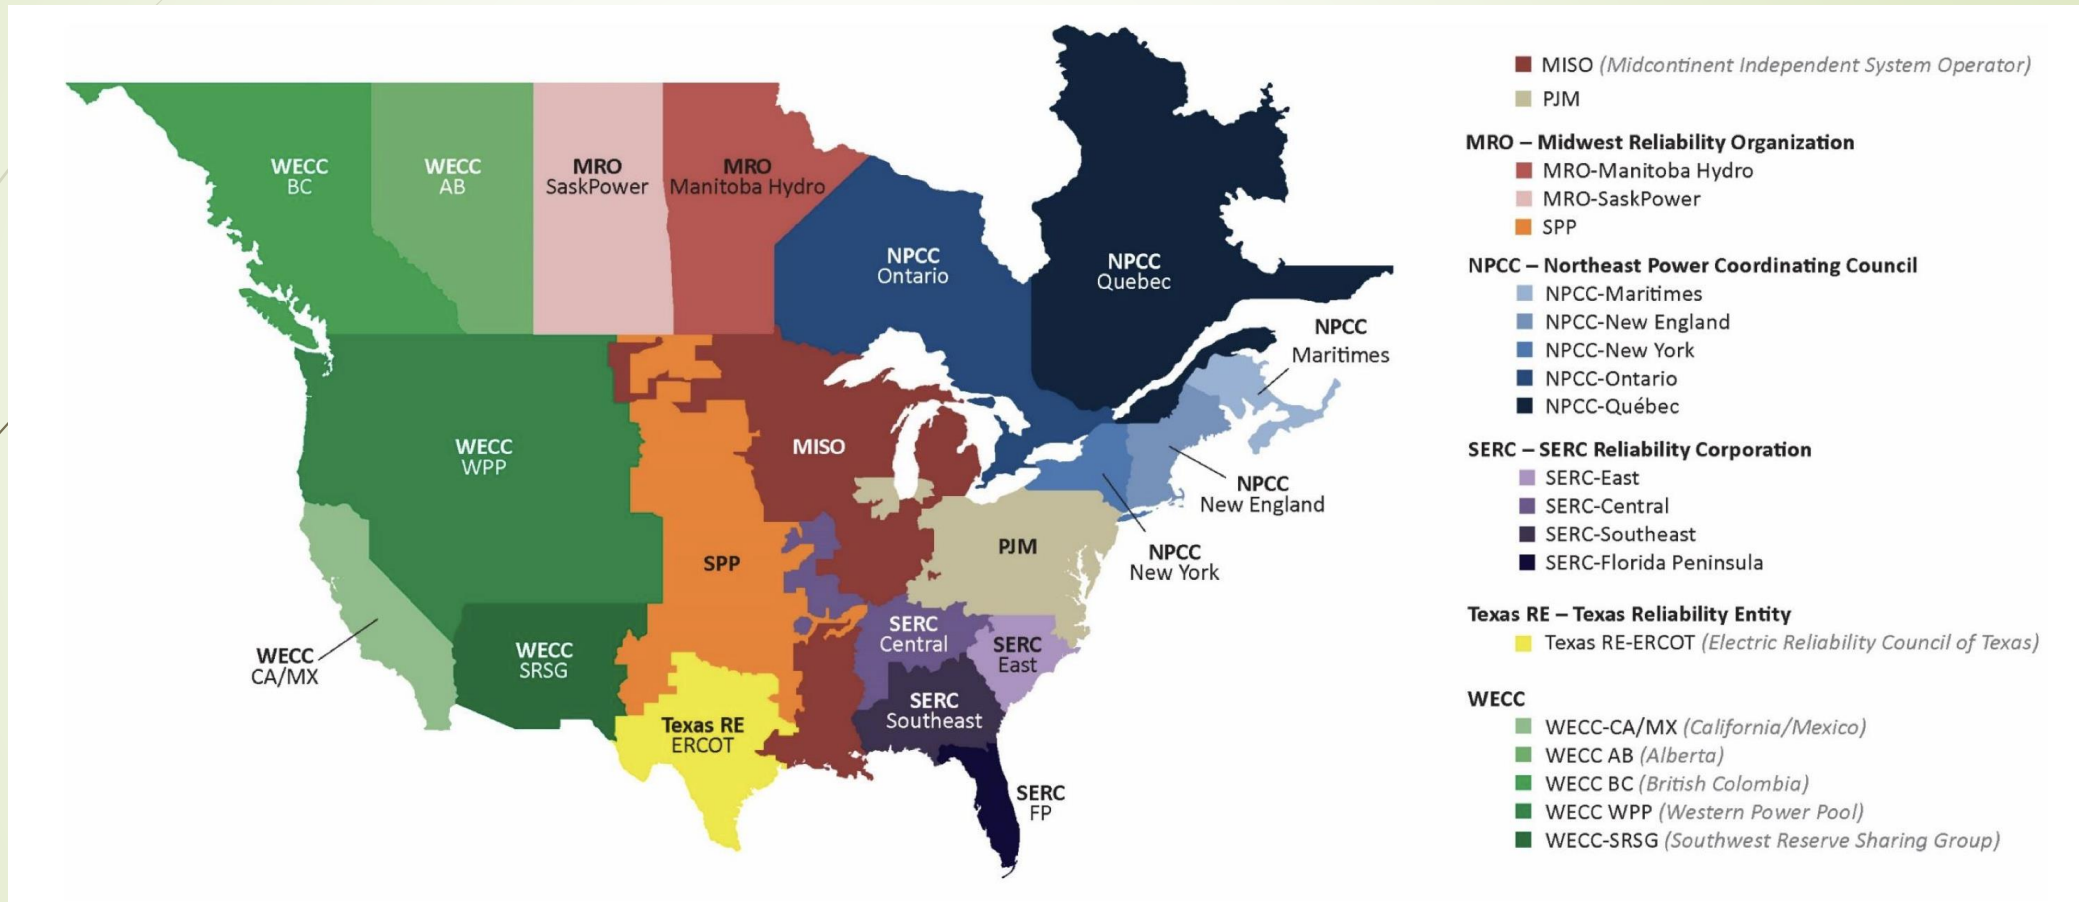 WECC
BC
WECC
AB
MRO
SaskPower
MRO
Manitoba Hydro
NPCC
Ontario
NPCC
Quebec
NPCC
Maritimes
WECC
WPP
MISO
NPCC
New England
SPP
PJM
NPCC
New York
WECC
CA/MX
WECC
SRSG
SERC
Central
SERC
East
SERC
Southeast
Texas RE
ERCOT
SERC
FP
MISO (Midcontinent Independent System Operator)
PJM
MRO – Midwest Reliability Organization
MRO-Manitoba Hydro
MRO-SaskPower
SPP
NPCC – Northeast Power Coordinating Council
NPCC-Maritimes
NPCC-New England
NPCC-New York
NPCC-Ontario
NPCC-Québec
SERC – SERC Reliability Corporation
SERC-East
SERC-Central
SERC-Southeast
SERC-Florida Peninsula
Texas RE – Texas Reliability Entity
Texas RE-ERCOT (Electric Reliability Council of Texas)
WECC
WECC-CA/MX (California/Mexico)
WECC AB (Alberta)
WECC BC (British Colombia)
WECC WPP (Western Power Pool)
WECC-SRSG (Southwest Reserve Sharing Group)